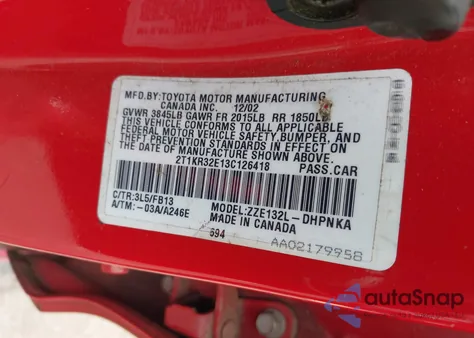 MFD.BY:TOYOTA MOTOR MANUFACTURING
CANADA INC. 12/02
GVWR 3845LB GAWR FR 2015LB RR 1850LB
THIS VEHICLE CONFORMS TO ALL APPLICABLE
FEDERAL MOTOR VEHICLE SAFETY,BUMPER, AND
THEFT PREVENTION STANDARDS IN EFFECT ON
THE DATE OF MANUFACTURE SHOWN ABOVE.
2T1KR32E13C126418 PASS.CAR
C/TR:3L5/FB13 MODEL:ZZE132L-DHPNKA
A/TM:-03A/A246E MADE IN CANADA
694 AA02179958
autoSnap